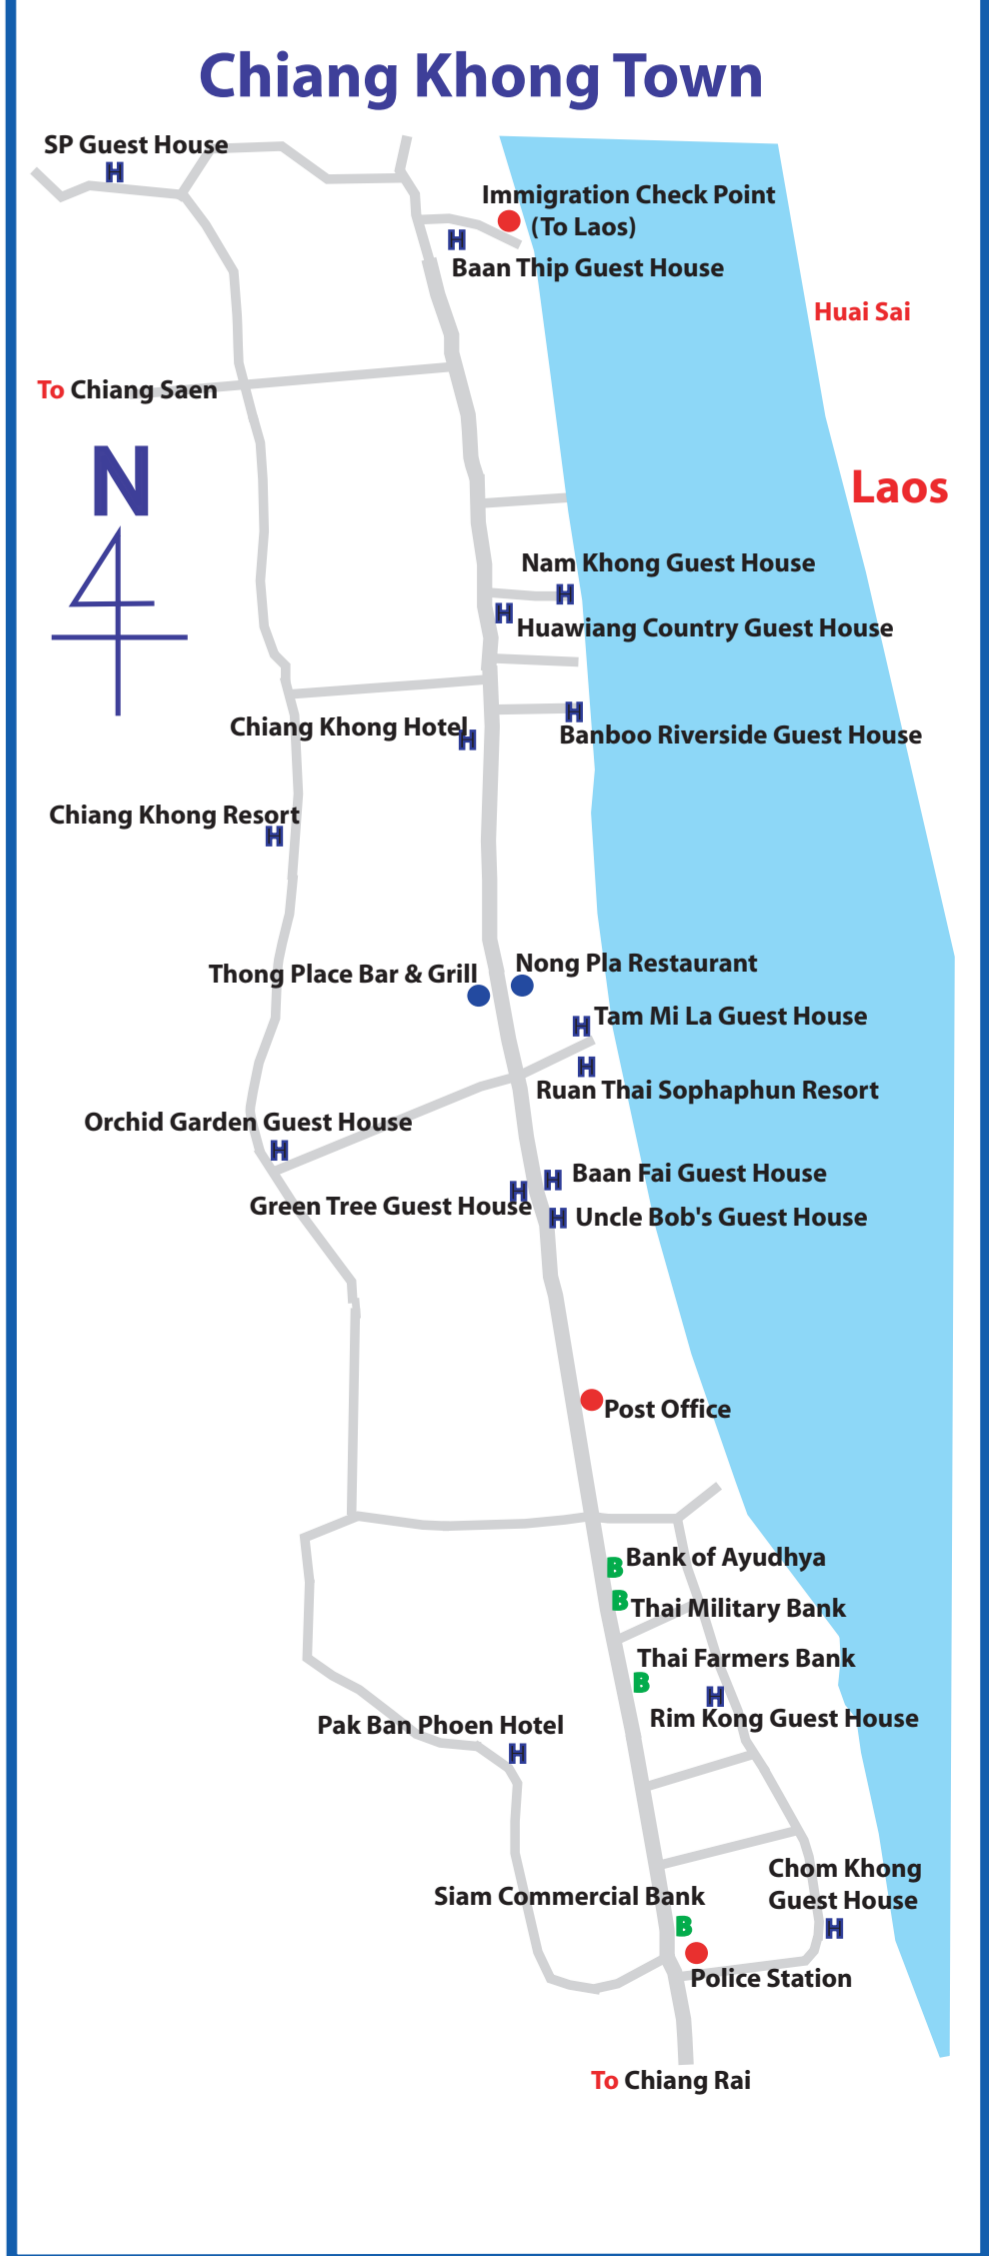 Chiang Khong Town
SP Guest House
H
Immigration Check Point
(To Laos)
H
Baan Thip Guest House
Huai Sai
To Chiang Saen
N
Laos
Nam Khong Guest House
H
H
Huawiang Country Guest House
H
Chiang Khong Hotel
H
Banboo Riverside Guest House
Chiang Khong Resort
H
Nong Pla Restaurant
Thong Place Bar & Grill
H Tam Mi La Guest House
H
Ruan Thai Sophaphun Resort
Orchid Garden Guest House
H
H Baan Fai Guest House
H
Green Tree Guest House
H Uncle Bob's Guest House
Post Office
B Bank of Ayudhya
B Thai Military Bank
Thai Farmers Bank
B
H
Rim Kong Guest House
Pak Ban Phoen Hotel
H
Chom Khong
Guest House
H
Siam Commercial Bank
B
Police Station
To Chiang Rai